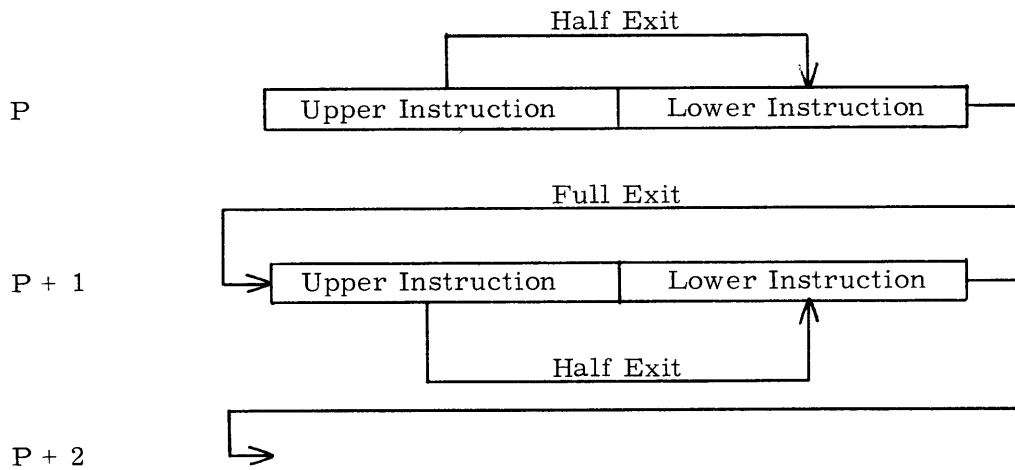 Half Exit
P Upper Instruction Lower Instruction
Full Exit
P + 1 Upper Instruction Lower Instruction
Half Exit
P + 2